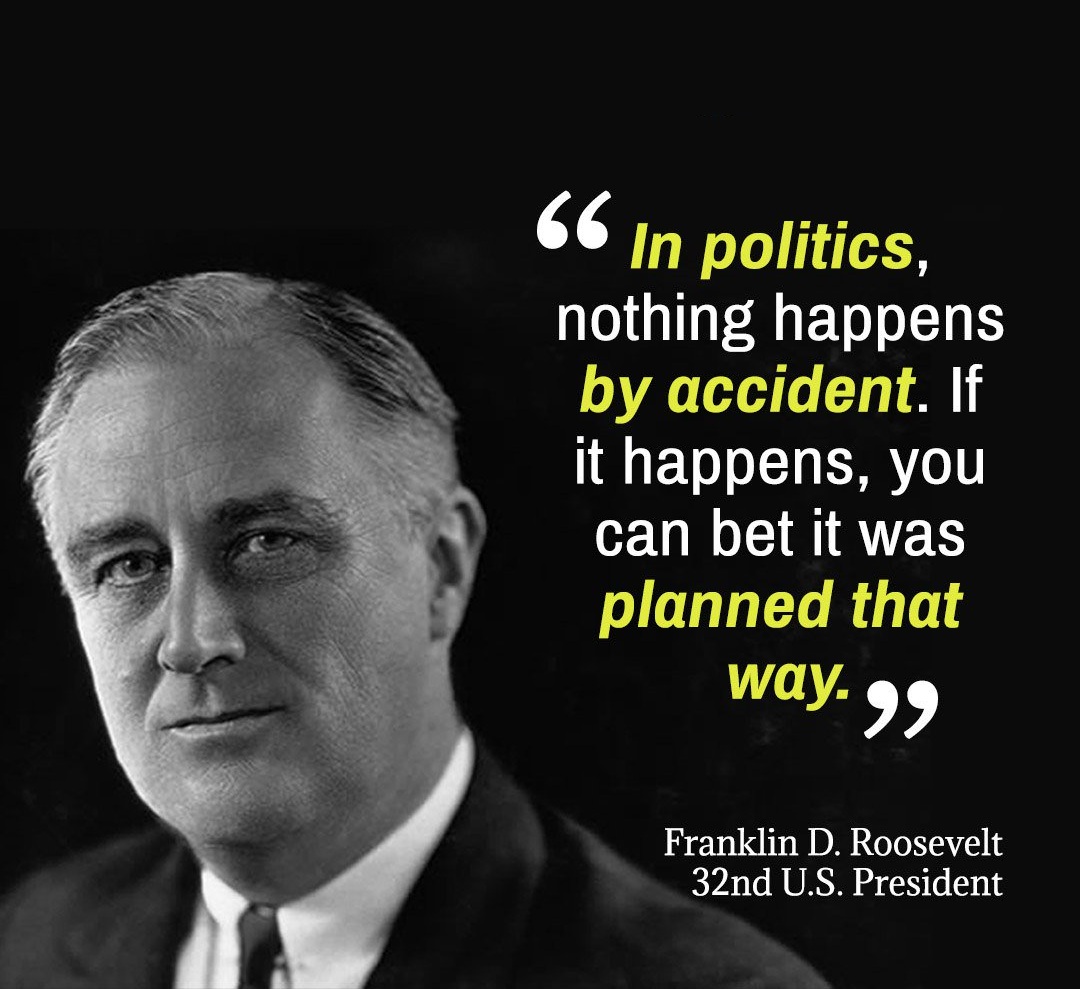 “ In politics,
nothing happens
by accident. If
it happens, you
can bet it was
planned that
way. ”
Franklin D. Roosevelt
32nd U.S. President